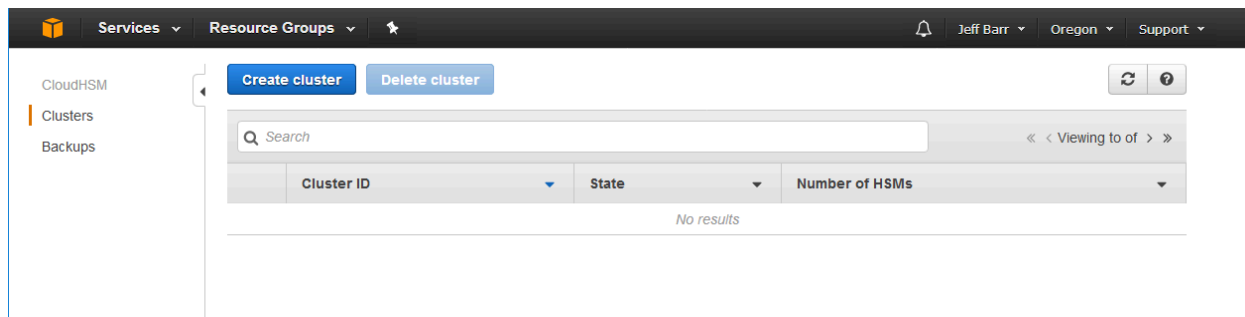 Services Resource Groups Jeff Barr Oregon Support
CloudHSM
Clusters
Backups
Create cluster Delete cluster
Search « < Viewing to of > »
Cluster ID State Number of HSMs
No results